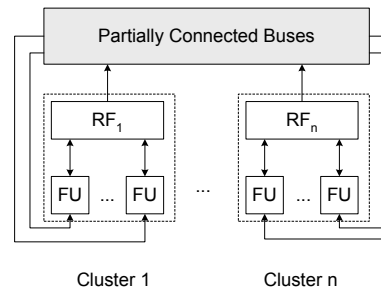 Partially Connected Buses
RF1 RFn
FU ... FU ... FU ... FU
Cluster 1 Cluster n